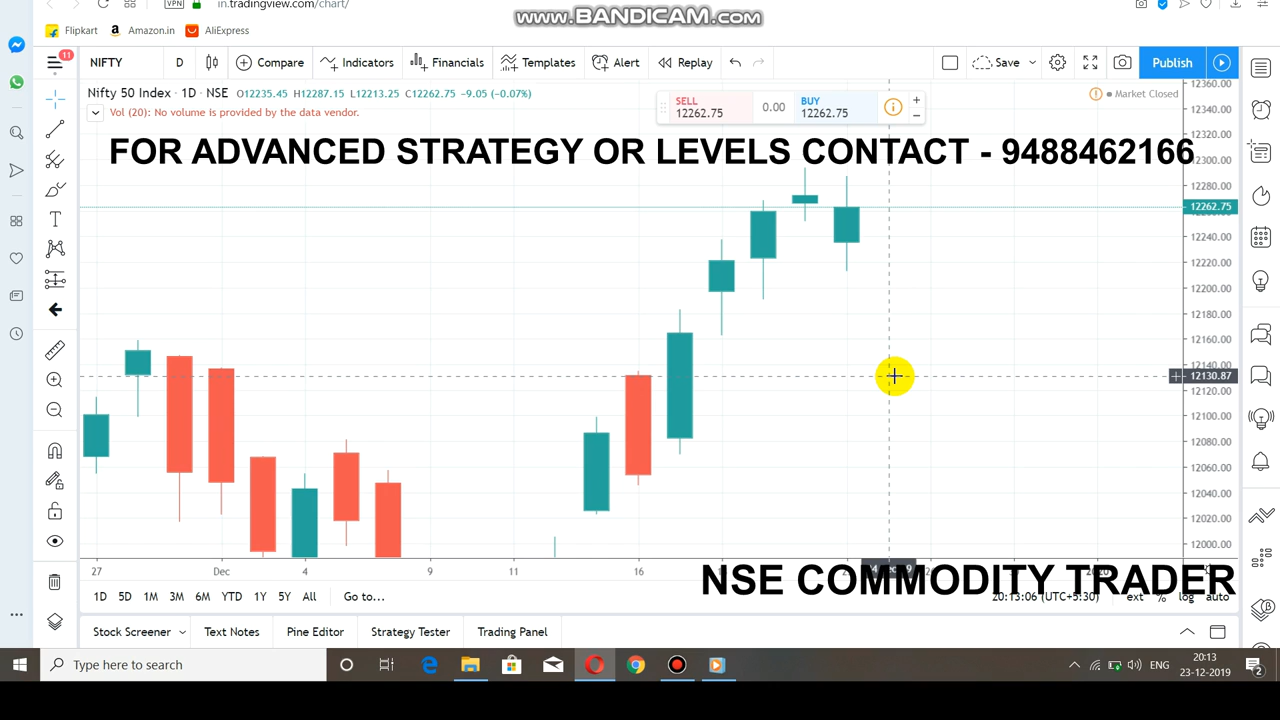 in.tradingview.com/chart/
VPN
www.BANDICAM.com
Flipkart
Amazon.in
AliExpress
11
NIFTY D Compare Indicators Financials Templates Alert Replay Save Publish
Nifty 50 Index · 1D · NSE O12235.45 H12287.15 L12213.25 C12262.75 −9.05 (−0.07%)
Vol (20): No volume is provided by the data vendor.
SELL
12262.75
0.00
BUY
12262.75
Market Closed
FOR ADVANCED STRATEGY OR LEVELS CONTACT - 9488462166
12360.00
12340.00
12320.00
12300.00
12280.00
12262.75
12240.00
12220.00
12200.00
12180.00
12160.00
12140.00
12130.87
12120.00
12100.00
12080.00
12060.00
12040.00
12020.00
12000.00
27 Dec 4 9 11 16
NSE COMMODITY TRADER
1D 5D 1M 3M 6M YTD 1Y 5Y All Go to...
20:13:06 (UTC+5:30) ext % log auto
Stock Screener Text Notes Pine Editor Strategy Tester Trading Panel
Type here to search
ENG
20:13
23-12-2019
2